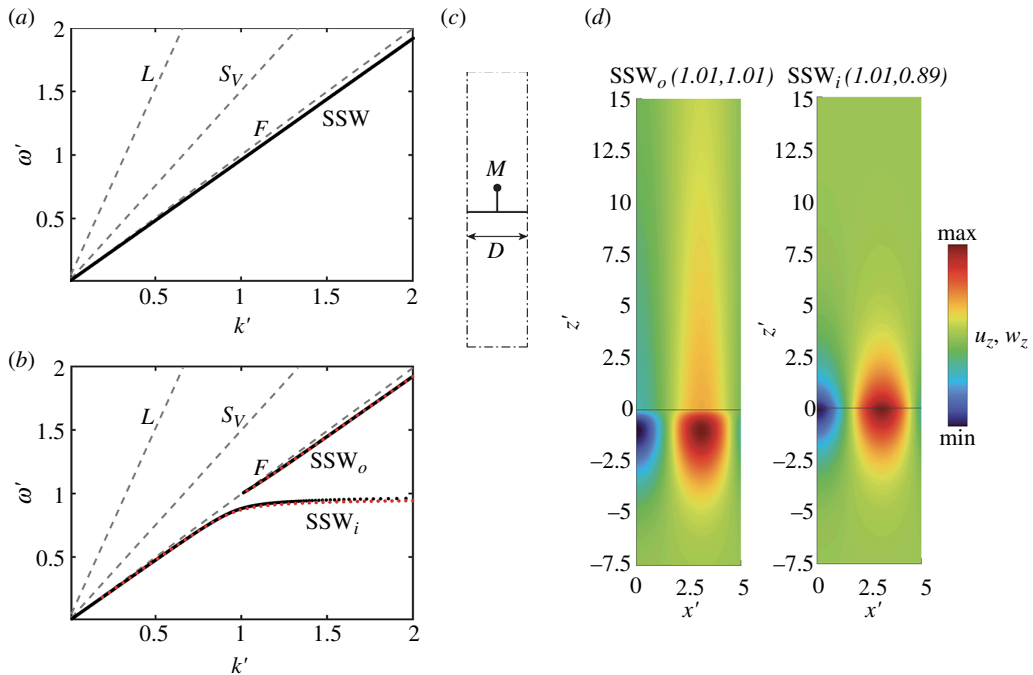 (a)
2
1.5
1
0.5
ω′
L
S_V
F
SSW
0.5 1 1.5 2
k′
(b)
2
1.5
1
0.5
ω′
L
S_V
F
SSW_o
SSW_i
0.5 1 1.5 2
k′
(c)
M
D
(d)
SSW_o (1.01,1.01)
15
12.5
10
7.5
5
2.5
0
−2.5
−5
−7.5
z′
0 2.5 5
x′
SSW_i (1.01,0.89)
15
12.5
10
7.5
5
2.5
0
−2.5
−5
−7.5
z′
0 2.5 5
x′
max
u_z, w_z
min